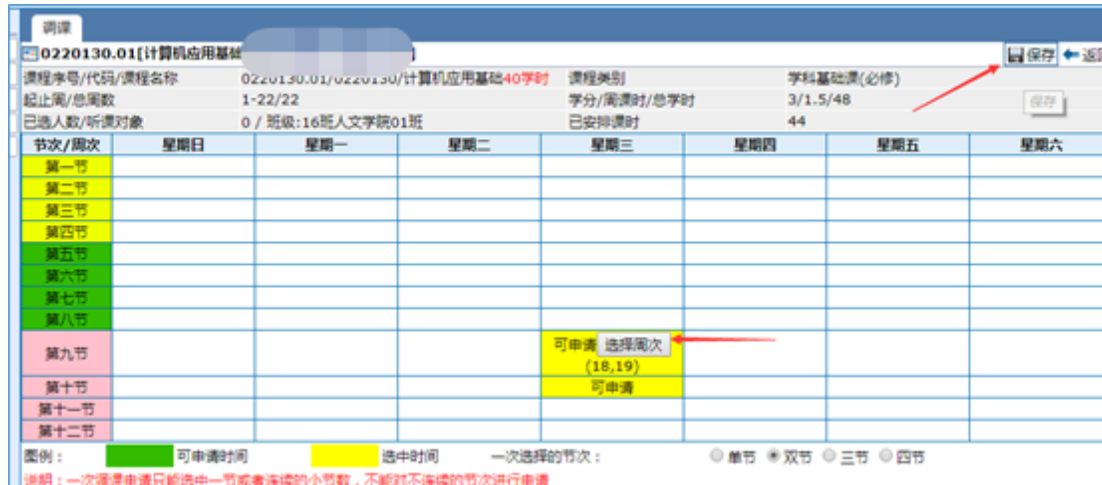 调课
0220130.01[计算机应用基础 ]
保存 返回
课程序号/代码/课程名称 0220130.01/0220130/计算机应用基础40学时 课程类别 学科基础课(必修)
起止周/总周数 1-22/22 学分/周课时/总学时 3/1.5/48 保存
已选人数/听课对象 0 / 班级:16班人文学院01班 已安排课时 44
节次/周次 星期日 星期一 星期二 星期三 星期四 星期五 星期六
第一节
第二节
第三节
第四节
第五节
第六节
第七节
第八节
第九节 可申请 选择周次
(18,19)
第十节 可申请
第十一节
第十二节
图例: 可申请时间 选中时间 一次选择的节次: 单节 双节 三节 四节
说明:一次调课申请只能选中一节或者连续的小节数,不能对不连续的节次进行申请